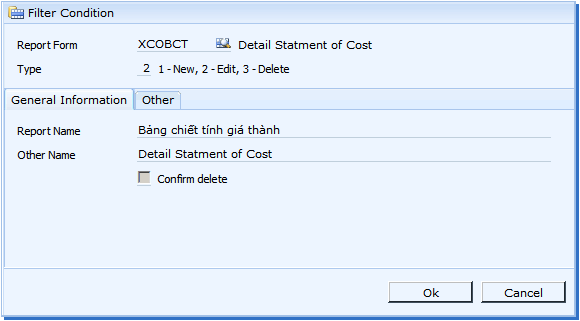 Filter Condition
Report Form XCOBCT Detail Statment of Cost
Type 2 1 - New, 2 - Edit, 3 - Delete
General Information Other
Report Name Bảng chiết tính giá thành
Other Name Detail Statment of Cost
Confirm delete
Ok Cancel